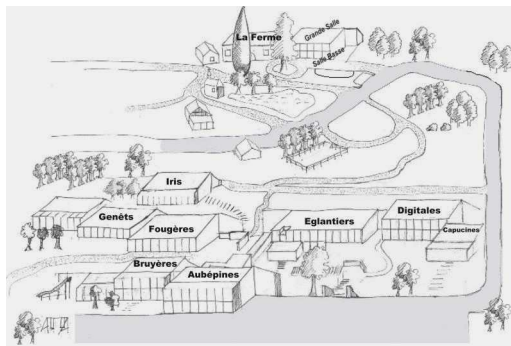 La Ferme
Grande Salle
Salle Basse
Iris
Genêts
Fougères
Eglantiers
Digitales
Capucines
Bruyères
Aubépines